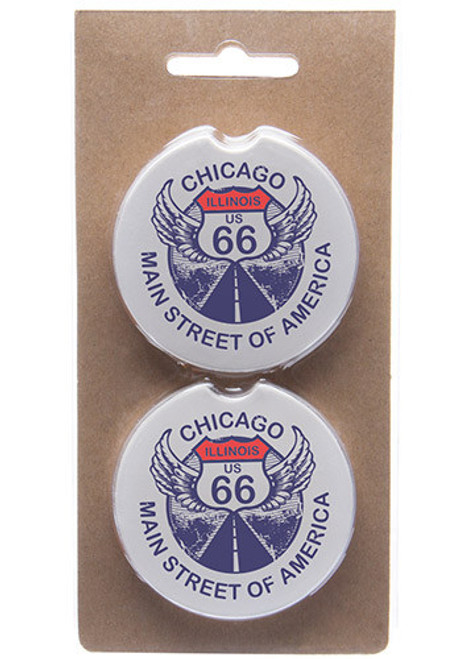 CHICAGO
ILLINOIS
US
66
MAIN STREET OF AMERICA
CHICAGO
ILLINOIS
US
66
MAIN STREET OF AMERICA